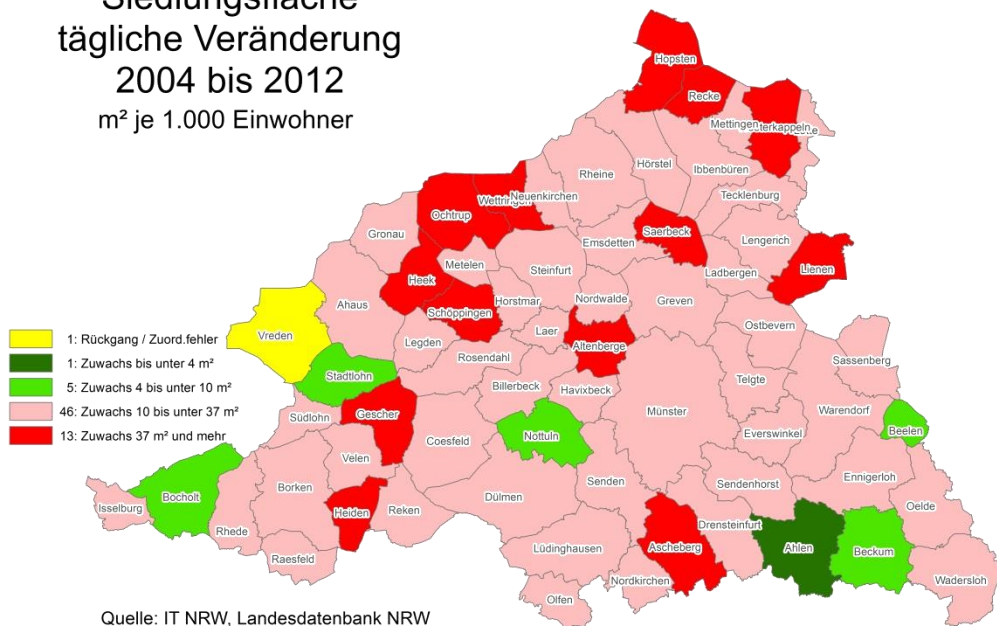 Siedlungsfläche
tägliche Veränderung
2004 bis 2012
m² je 1.000 Einwohner
1: Rückgang / Zuord.fehler
1: Zuwachs bis unter 4 m²
5: Zuwachs 4 bis unter 10 m²
46: Zuwachs 10 bis unter 37 m²
13: Zuwachs 37 m² und mehr
Hopsten
Recke
Mettingen
Rheine
Hörstel
Ibbenbüren
Tecklenburg
Neuenkirchen
Ochtrup
Gronau
Emsdetten
Saerbeck
Lengerich
Ladbergen
Lienen
Metelen
Heek
Steinfurt
Horstmar
Nordwalde
Greven
Ahaus
Schöppingen
Laer
Altenberge
Ostbevern
Vreden
Legden
Rosendahl
Stadtlohn
Billerbeck
Havixbeck
Telgte
Sassenberg
Münster
Warendorf
Südlohn
Gescher
Coesfeld
Nottuln
Everswinkel
Beelen
Velen
Borken
Dülmen
Senden
Sendenhorst
Ennigerloh
Bocholt
Isselburg
Rhede
Heiden
Reken
Oelde
Drensteinfurt
Raesfeld
Lüdinghausen
Ascheberg
Ahlen
Beckum
Nordkirchen
Wadersloh
Olfen
Quelle: IT NRW, Landesdatenbank NRW